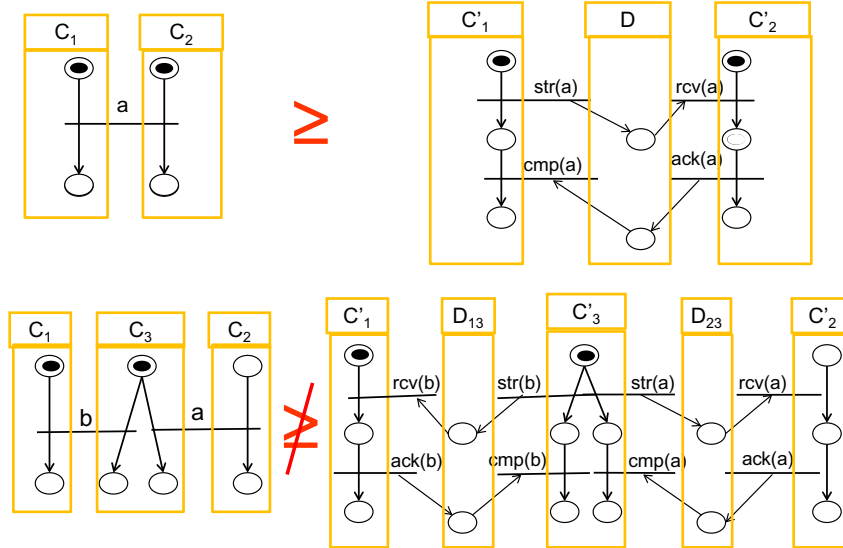 C₁ C₂ C'₁ D C'₂
a
≥
str(a) rcv(a)
cmp(a) ack(a)
C₁ C₃ C₂ C'₁ D₁₃ C'₃ D₂₃ C'₂
b a
≱
rcv(b) str(b) str(a) rcv(a)
ack(b) cmp(b) cmp(a) ack(a)